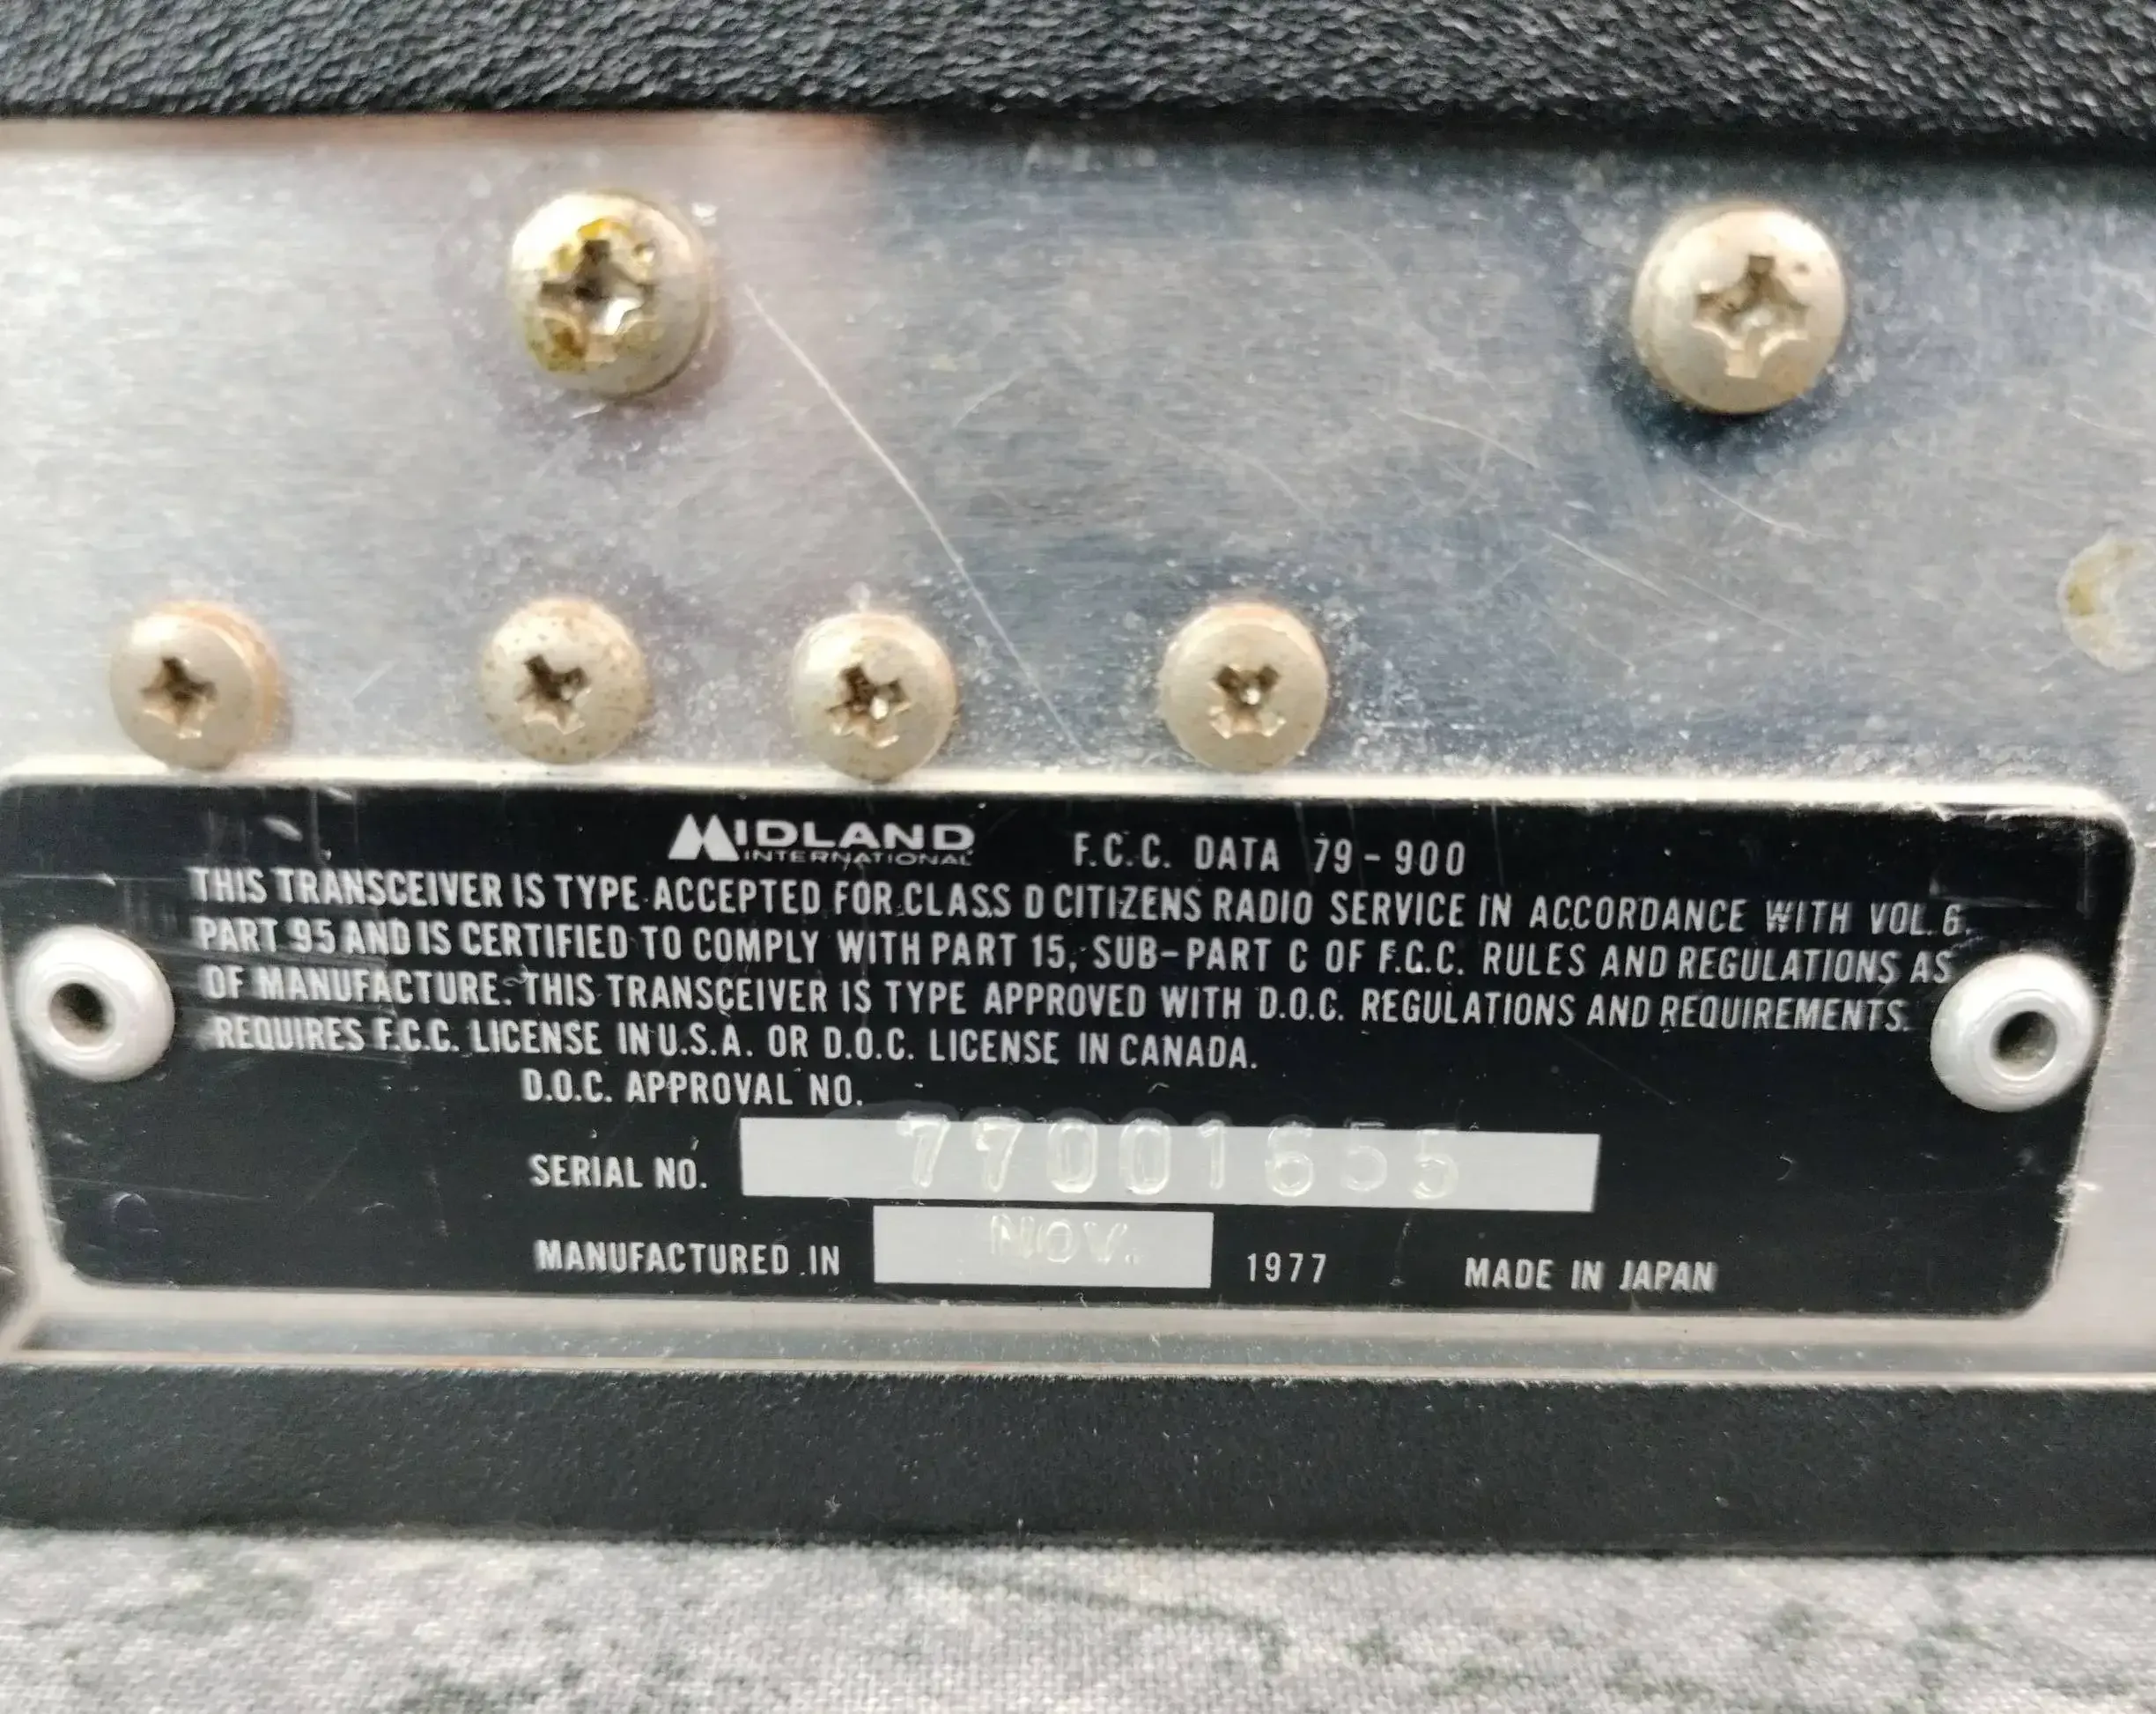 MIDLAND
INTERNATIONAL
F.C.C. DATA 79-900
THIS TRANSCEIVER IS TYPE ACCEPTED FOR CLASS D CITIZENS RADIO SERVICE IN ACCORDANCE WITH VOL. 6.
PART 95 AND IS CERTIFIED TO COMPLY WITH PART 15, SUB-PART C OF F.C.C. RULES AND REGULATIONS AS
OF MANUFACTURE. THIS TRANSCEIVER IS TYPE APPROVED WITH D.O.C. REGULATIONS AND REQUIREMENTS.
REQUIRES F.C.C. LICENSE IN U.S.A. OR D.O.C. LICENSE IN CANADA.
D.O.C. APPROVAL NO.
SERIAL NO. 77001655
MANUFACTURED IN NOV. 1977 MADE IN JAPAN